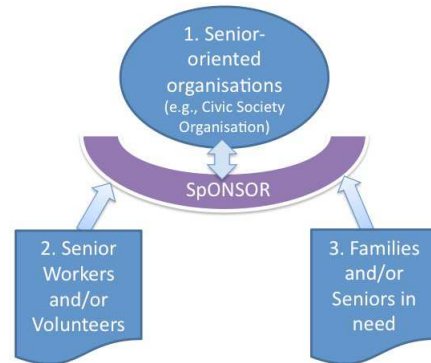 1. Senior-
oriented
organisations
(e.g., Civic Society
Organisation)
SpONSOR
2. Senior
Workers
and/or
Volunteers
3. Families
and/or
Seniors in
need